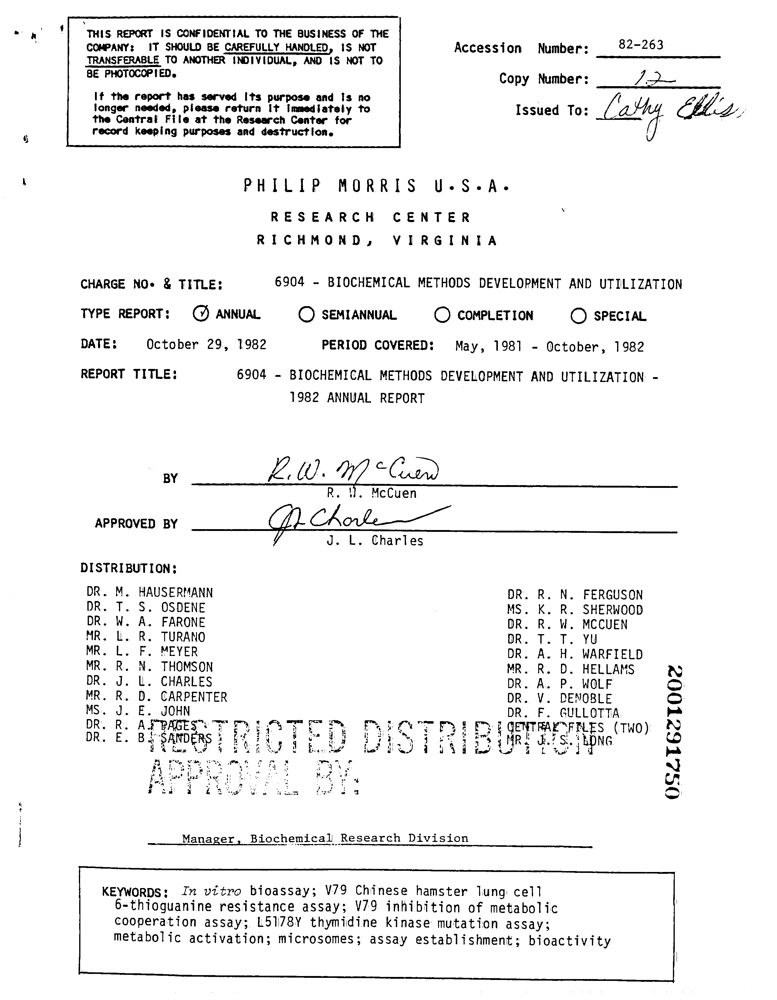 THIS REPORT IS CONFIDENTIAL TO THE BUSINESS OF THE
COMPANY: IT SHOULD BE CAREFULLY HANDLED, IS NOT
TRANSFERABLE TO ANOTHER INDIVIDUAL, AND IS NOT TO
BE PHOTOCOPIED.
If the report has served its purpose and is no
longer needed, please return it immediately to
the Central File at the Research Center for
record keeping purposes and destruction.
Accession Number: 82-263
Copy Number: 12
Issued To: Cathy Ellis
PHILIP MORRIS U.S.A.
RESEARCH CENTER
RICHMOND, VIRGINIA
CHARGE NO. & TITLE: 6904 - BIOCHEMICAL METHODS DEVELOPMENT AND UTILIZATION
TYPE REPORT: ANNUAL SEMIANNUAL COMPLETION SPECIAL
DATE: October 29, 1982 PERIOD COVERED: May, 1981 - October, 1982
REPORT TITLE: 6904 - BIOCHEMICAL METHODS DEVELOPMENT AND UTILIZATION -
1982 ANNUAL REPORT
BY R.W. McCuen
R. W. McCuen
APPROVED BY JL Charles
J. L. Charles
DISTRIBUTION:
DR. M. HAUSERMANN
DR. T. S. OSDENE
DR. W. A. FARONE
MR. L. R. TURANO
MR. L. F. MEYER
MR. R. N. THOMSON
DR. J. L. CHARLES
MR. R. D. CARPENTER
MS. J. E. JOHN
DR. R. A. PAGES
DR. E. B. SANDERS
DR. R. N. FERGUSON
MS. K. R. SHERWOOD
DR. R. W. MCCUEN
DR. T. T. YU
DR. A. H. WARFIELD
MR. R. D. HELLAMS
DR. A. P. WOLF
DR. V. DENOBLE
DR. F. GULLOTTA
CENTRAL FILES (TWO)
MR. J. S. LONG
RESTRICTED DISTRIBUTION
APPROVAL BY:
2001291750
Manager, Biochemical Research Division
KEYWORDS: In vitro bioassay; V79 Chinese hamster lung cell
6-thioguanine resistance assay; V79 inhibition of metabolic
cooperation assay; L5178Y thymidine kinase mutation assay;
metabolic activation; microsomes; assay establishment; bioactivity